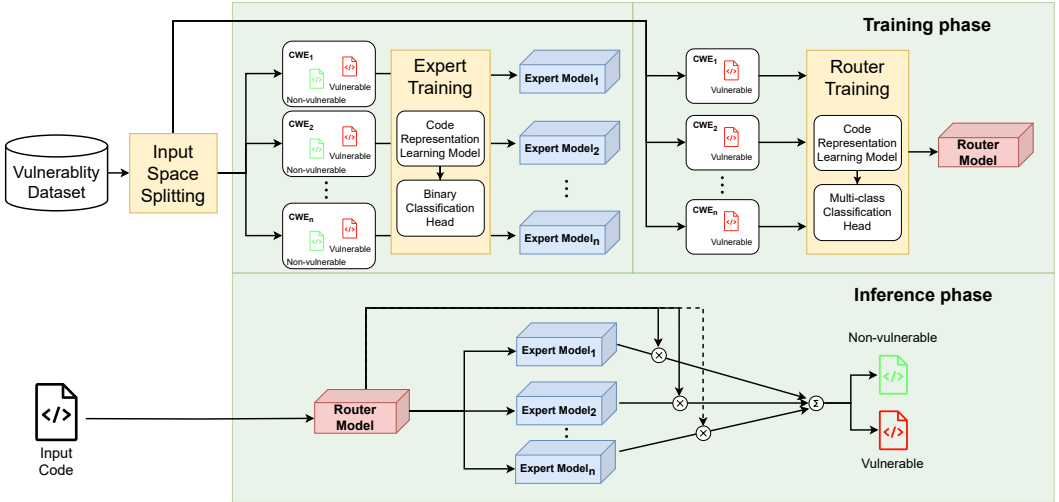 Training phase
Vulnerablity
Dataset
Input
Space
Splitting
CWE1
</>
</>
Vulnerable
Non-vulnerable
CWE2
</>
</>
Vulnerable
Non-vulnerable
CWEn
</>
</>
Vulnerable
Non-vulnerable
Expert
Training
Code
Representation
Learning Model
Binary
Classification
Head
Expert Model1
Expert Model2
Expert Modeln
CWE1
</>
Vulnerable
CWE2
</>
Vulnerable
CWEn
</>
Vulnerable
Router
Training
Code
Representation
Learning Model
Multi-class
Classification
Head
Router
Model
Inference phase
</>
Input
Code
Router
Model
Expert Model1
Expert Model2
Expert Modeln
×
×
×
Σ
Non-vulnerable
</>
</>
Vulnerable